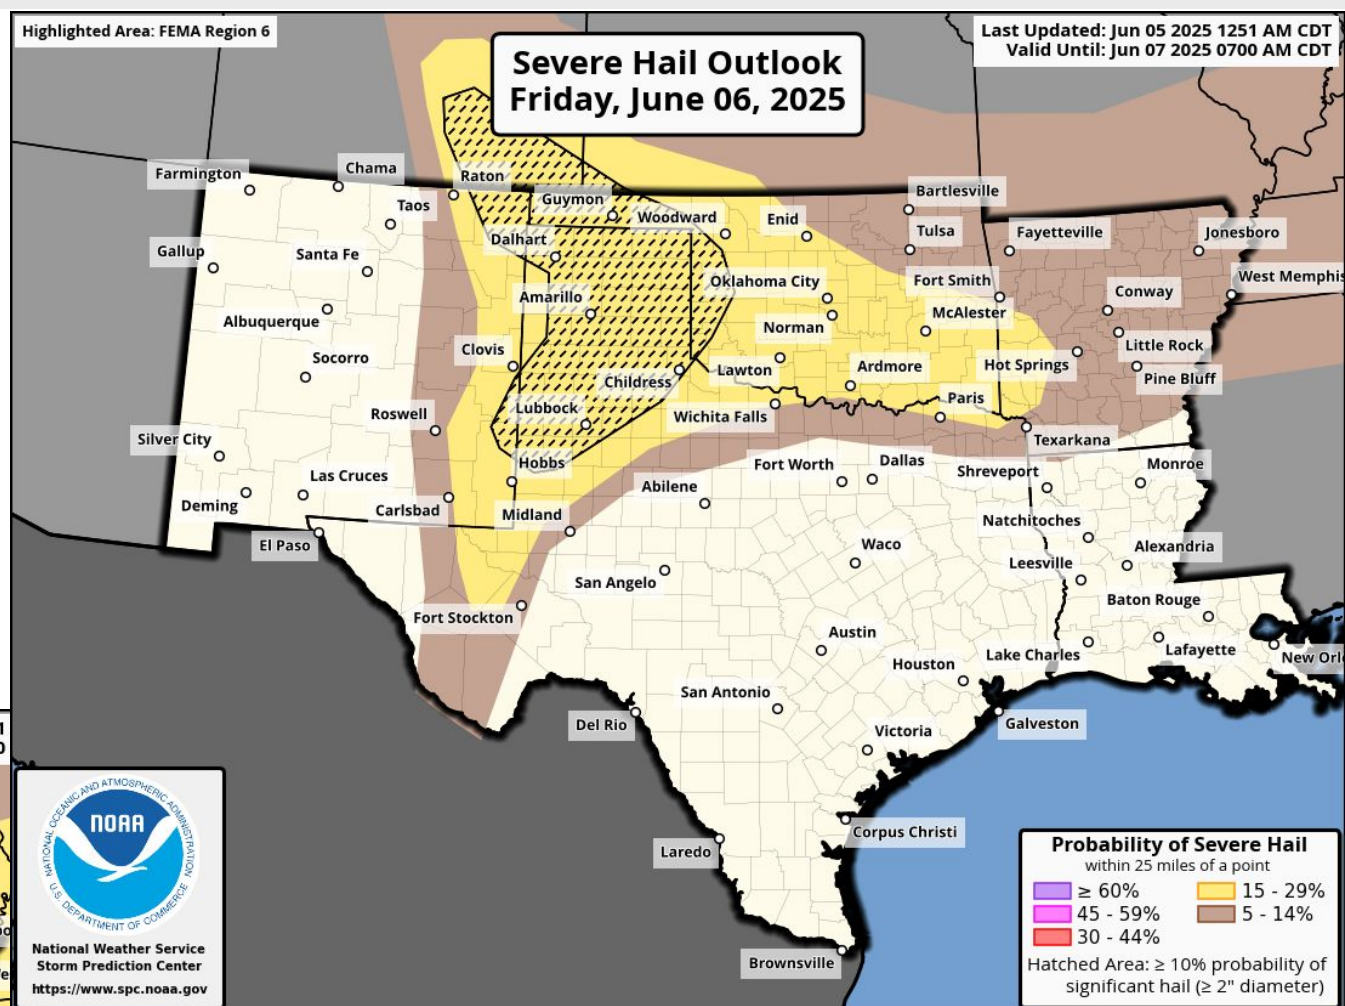 Highlighted Area: FEMA Region 6
Severe Hail Outlook
Friday, June 06, 2025
Last Updated: Jun 05 2025 1251 AM CDT
Valid Until: Jun 07 2025 0700 AM CDT
Farmington
Chama
Raton
Taos
Guymon
Woodward
Enid
Bartlesville
Tulsa
Fayetteville
Jonesboro
Gallup
Santa Fe
Dalhart
Oklahoma City
Fort Smith
Conway
West Memphis
Albuquerque
Amarillo
Norman
McAlester
Little Rock
Socorro
Clovis
Childress
Lawton
Ardmore
Hot Springs
Pine Bluff
Roswell
Lubbock
Wichita Falls
Paris
Texarkana
Silver City
Las Cruces
Hobbs
Fort Worth
Dallas
Shreveport
Monroe
Deming
Carlsbad
Midland
Abilene
Natchitoches
El Paso
Waco
Alexandria
San Angelo
Leesville
Fort Stockton
Baton Rouge
Austin
Houston
Lake Charles
Lafayette
New Orl
San Antonio
Del Rio
Galveston
Victoria
Corpus Christi
Laredo
Brownsville
NATIONAL OCEANIC AND ATMOSPHERIC ADMINISTRATION
NOAA
U.S. DEPARTMENT OF COMMERCE
National Weather Service
Storm Prediction Center
https://www.spc.noaa.gov
Probability of Severe Hail
within 25 miles of a point
≥ 60%
15 - 29%
45 - 59%
5 - 14%
30 - 44%
Hatched Area: ≥ 10% probability of
significant hail (≥ 2" diameter)